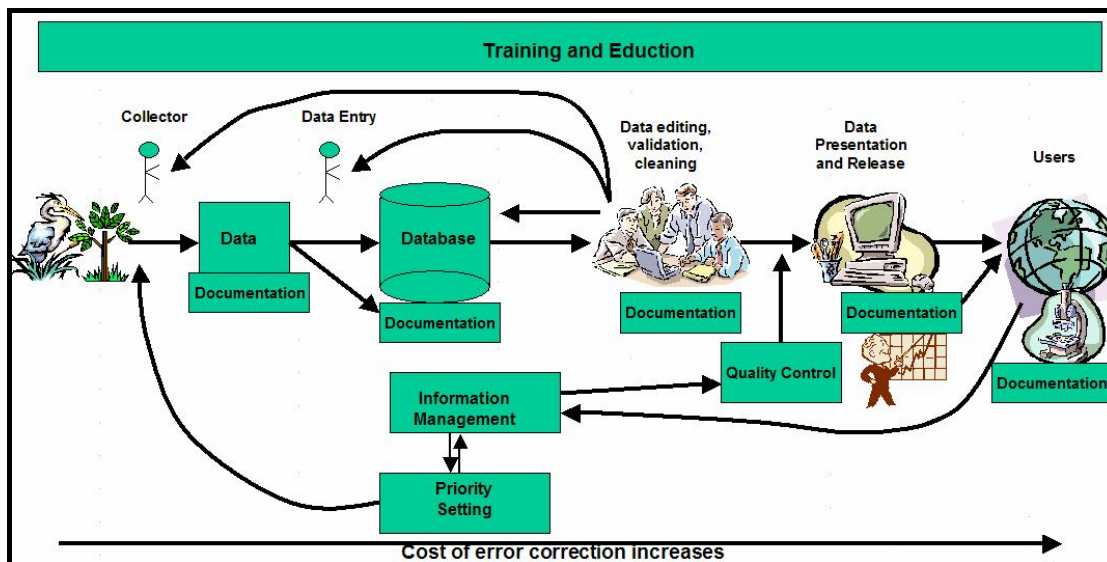 Training and Eduction
Collector
Data Entry
Data editing,
validation,
cleaning
Data
Presentation
and Release
Users
Data
Database
Documentation
Documentation
Documentation
Documentation
Documentation
Quality Control
Information
Management
Priority
Setting
Cost of error correction increases